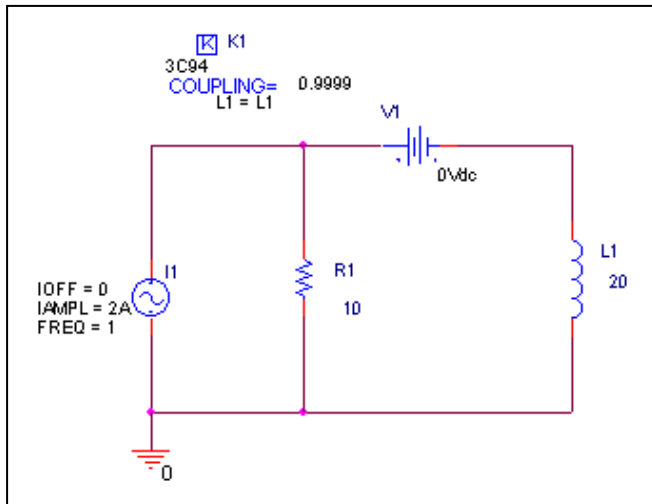 K K1
3C94
COUPLING= 0.9999
L1 = L1
V1
0Vdc
I1
IOFF = 0
IAMPL = 2A
FREQ = 1
R1
10
L1
20
0